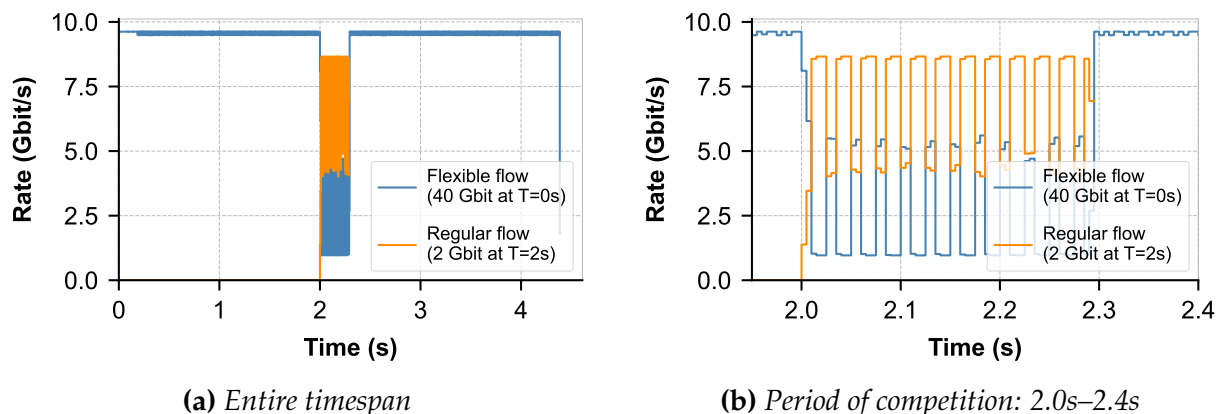 10.0
7.5
5.0
2.5
0.0
Rate (Gbit/s)
0
1
2
3
4
Time (s)
Flexible flow
(40 Gbit at T=0s)
Regular flow
(2 Gbit at T=2s)
(a) Entire timespan
10.0
7.5
5.0
2.5
0.0
Rate (Gbit/s)
2.0
2.1
2.2
2.3
2.4
Time (s)
Flexible flow
(40 Gbit at T=0s)
Regular flow
(2 Gbit at T=2s)
(b) Period of competition: 2.0s–2.4s